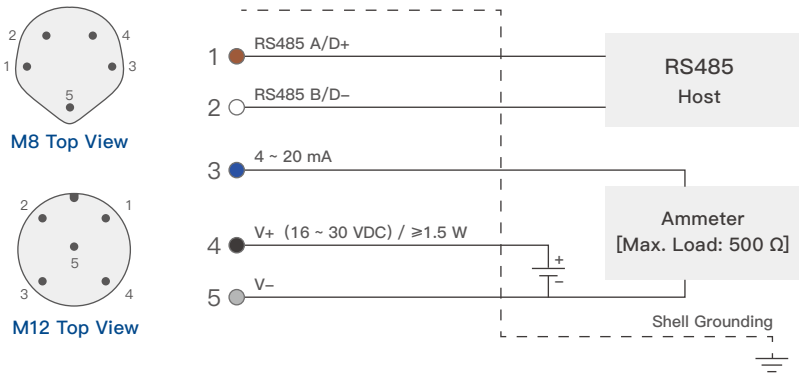 2
4
1
3
5
M8 Top View
2
1
5
3
4
M12 Top View
1 RS485 A/D+
2 RS485 B/D−
3 4 ~ 20 mA
4 V+ (16 ~ 30 VDC) / ≥1.5 W
5 V−
+
−
RS485
Host
Ammeter
[Max. Load: 500 Ω]
Shell Grounding